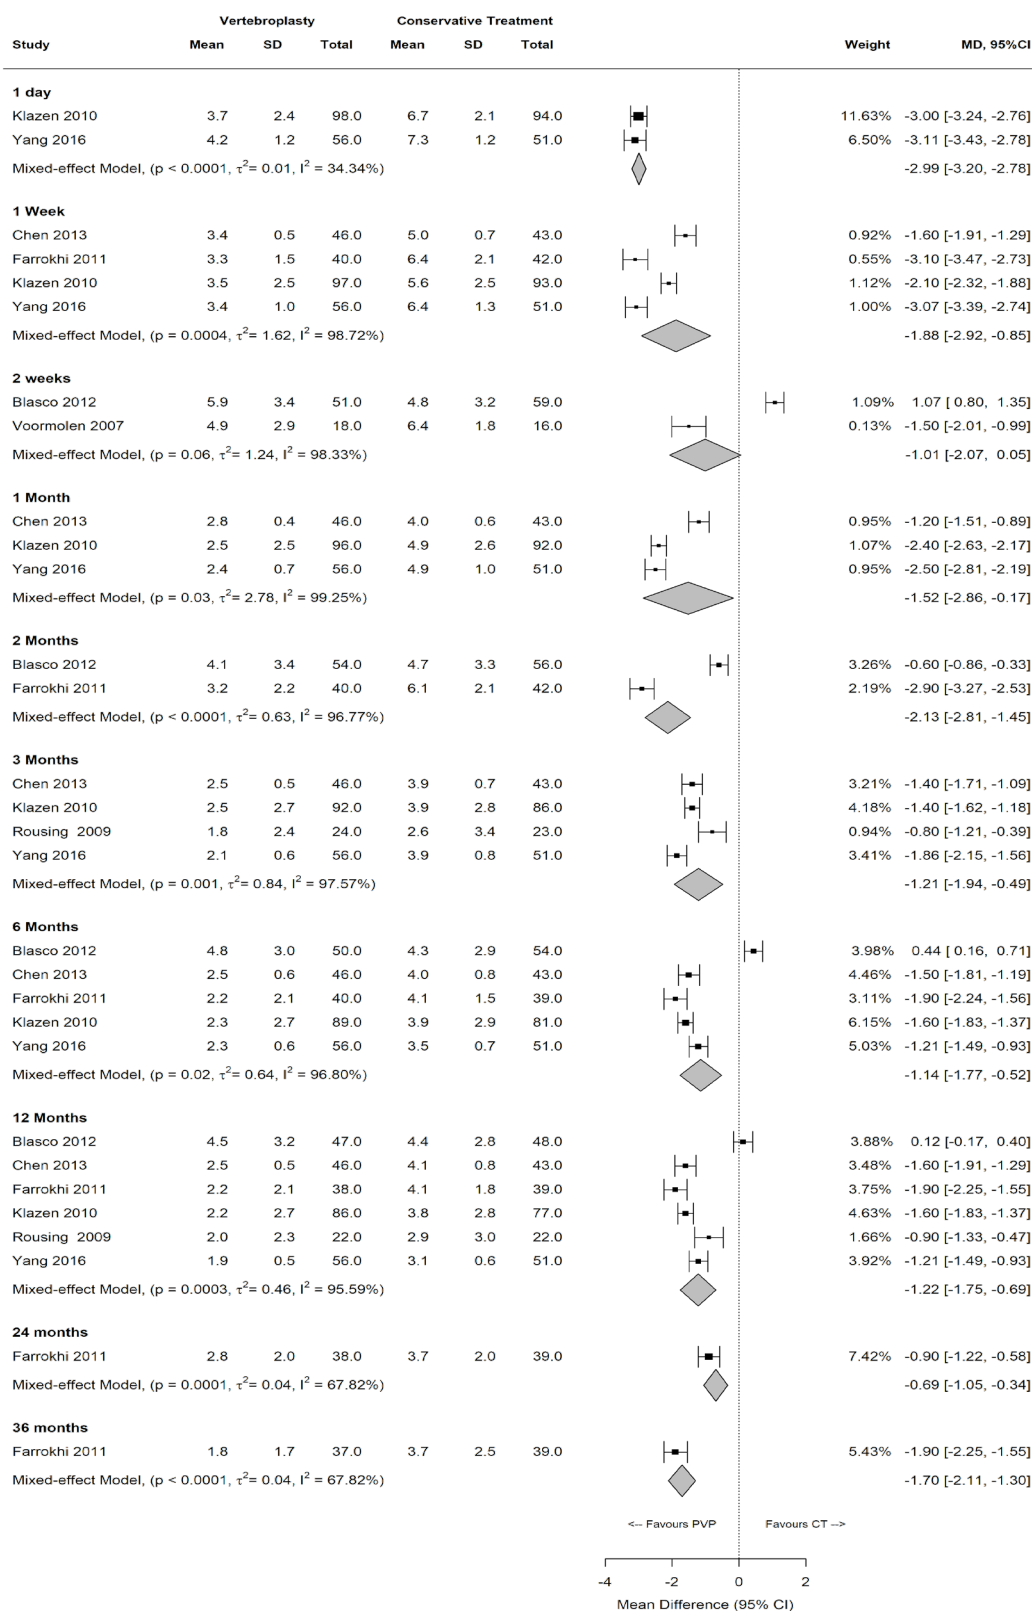 Vertebroplasty Conservative Treatment
Study Mean SD Total Mean SD Total Weight MD, 95%CI
1 day
Klazen 2010 3.7 2.4 98.0 6.7 2.1 94.0 11.63% -3.00 [-3.24, -2.76]
Yang 2016 4.2 1.2 56.0 7.3 1.2 51.0 6.50% -3.11 [-3.43, -2.78]
Mixed-effect Model, (p < 0.0001, τ²= 0.01, I² = 34.34%) -2.99 [-3.20, -2.78]
1 Week
Chen 2013 3.4 0.5 46.0 5.0 0.7 43.0 0.92% -1.60 [-1.91, -1.29]
Farrokhi 2011 3.3 1.5 40.0 6.4 2.1 42.0 0.55% -3.10 [-3.47, -2.73]
Klazen 2010 3.5 2.5 97.0 5.6 2.5 93.0 1.12% -2.10 [-2.32, -1.88]
Yang 2016 3.4 1.0 56.0 6.4 1.3 51.0 1.00% -3.07 [-3.39, -2.74]
Mixed-effect Model, (p = 0.0004, τ²= 1.62, I² = 98.72%) -1.88 [-2.92, -0.85]
2 weeks
Blasco 2012 5.9 3.4 51.0 4.8 3.2 59.0 1.09% 1.07 [ 0.80, 1.35]
Voormolen 2007 4.9 2.9 18.0 6.4 1.8 16.0 0.13% -1.50 [-2.01, -0.99]
Mixed-effect Model, (p = 0.06, τ²= 1.24, I² = 98.33%) -1.01 [-2.07, 0.05]
1 Month
Chen 2013 2.8 0.4 46.0 4.0 0.6 43.0 0.95% -1.20 [-1.51, -0.89]
Klazen 2010 2.5 2.5 96.0 4.9 2.6 92.0 1.07% -2.40 [-2.63, -2.17]
Yang 2016 2.4 0.7 56.0 4.9 1.0 51.0 0.95% -2.50 [-2.81, -2.19]
Mixed-effect Model, (p = 0.03, τ²= 2.78, I² = 99.25%) -1.52 [-2.86, -0.17]
2 Months
Blasco 2012 4.1 3.4 54.0 4.7 3.3 56.0 3.26% -0.60 [-0.86, -0.33]
Farrokhi 2011 3.2 2.2 40.0 6.1 2.1 42.0 2.19% -2.90 [-3.27, -2.53]
Mixed-effect Model, (p < 0.0001, τ²= 0.63, I² = 96.77%) -2.13 [-2.81, -1.45]
3 Months
Chen 2013 2.5 0.5 46.0 3.9 0.7 43.0 3.21% -1.40 [-1.71, -1.09]
Klazen 2010 2.5 2.7 92.0 3.9 2.8 86.0 4.18% -1.40 [-1.62, -1.18]
Rousing 2009 1.8 2.4 24.0 2.6 3.4 23.0 0.94% -0.80 [-1.21, -0.39]
Yang 2016 2.1 0.6 56.0 3.9 0.8 51.0 3.41% -1.86 [-2.15, -1.56]
Mixed-effect Model, (p = 0.001, τ²= 0.84, I² = 97.57%) -1.21 [-1.94, -0.49]
6 Months
Blasco 2012 4.8 3.0 50.0 4.3 2.9 54.0 3.98% 0.44 [ 0.16, 0.71]
Chen 2013 2.5 0.6 46.0 4.0 0.8 43.0 4.46% -1.50 [-1.81, -1.19]
Farrokhi 2011 2.2 2.1 40.0 4.1 1.5 39.0 3.11% -1.90 [-2.24, -1.56]
Klazen 2010 2.3 2.7 89.0 3.9 2.9 81.0 6.15% -1.60 [-1.83, -1.37]
Yang 2016 2.3 0.6 56.0 3.5 0.7 51.0 5.03% -1.21 [-1.49, -0.93]
Mixed-effect Model, (p = 0.02, τ²= 0.64, I² = 96.80%) -1.14 [-1.77, -0.52]
12 Months
Blasco 2012 4.5 3.2 47.0 4.4 2.8 48.0 3.88% 0.12 [-0.17, 0.40]
Chen 2013 2.5 0.5 46.0 4.1 0.8 43.0 3.48% -1.60 [-1.91, -1.29]
Farrokhi 2011 2.2 2.1 38.0 4.1 1.8 39.0 3.75% -1.90 [-2.25, -1.55]
Klazen 2010 2.2 2.7 86.0 3.8 2.8 77.0 4.63% -1.60 [-1.83, -1.37]
Rousing 2009 2.0 2.3 22.0 2.9 3.0 22.0 1.66% -0.90 [-1.33, -0.47]
Yang 2016 1.9 0.5 56.0 3.1 0.6 51.0 3.92% -1.21 [-1.49, -0.93]
Mixed-effect Model, (p = 0.0003, τ²= 0.46, I² = 95.59%) -1.22 [-1.75, -0.69]
24 months
Farrokhi 2011 2.8 2.0 38.0 3.7 2.0 39.0 7.42% -0.90 [-1.22, -0.58]
Mixed-effect Model, (p = 0.0001, τ²= 0.04, I² = 67.82%) -0.69 [-1.05, -0.34]
36 months
Farrokhi 2011 1.8 1.7 37.0 3.7 2.5 39.0 5.43% -1.90 [-2.25, -1.55]
Mixed-effect Model, (p < 0.0001, τ²= 0.04, I² = 67.82%) -1.70 [-2.11, -1.30]
<-- Favours PVP Favours CT -->
-4 -2 0 2
Mean Difference (95% CI)